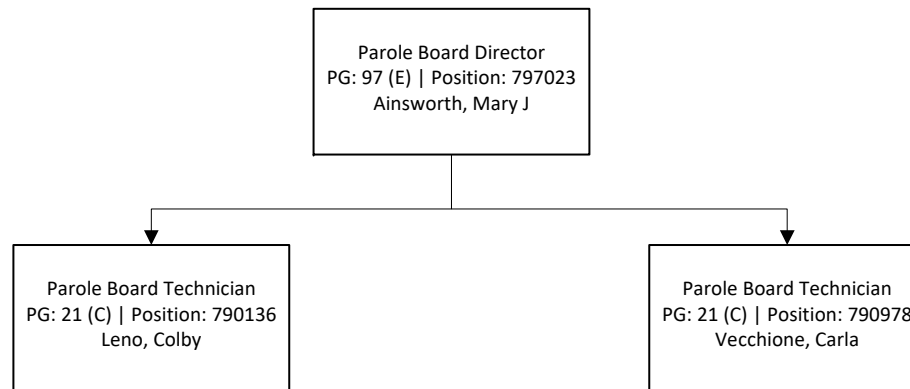 Parole Board Director
PG: 97 (E) | Position: 797023
Ainsworth, Mary J
Parole Board Technician
PG: 21 (C) | Position: 790136
Leno, Colby
Parole Board Technician
PG: 21 (C) | Position: 790978
Vecchione, Carla